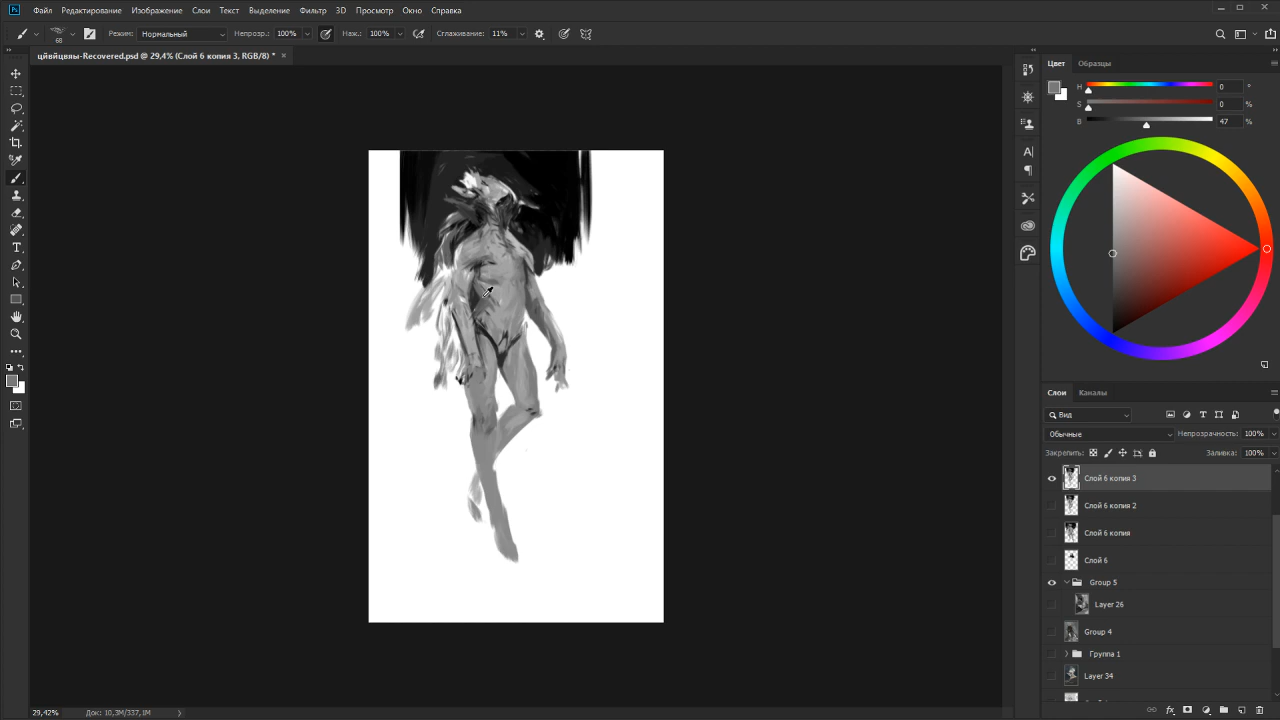 Ps Файл Редактирование Изображение Слои Текст Выделение Фильтр 3D Просмотр Окно Справка
68 Режим: Нормальный Непрозр.: 100% Наж.: 100% Сглаживание: 11%
цйвйцвяы-Recovered.psd @ 29,4% (Слой 6 копия 3, RGB/8) * ×
Цвет Образцы
H 0 °
S 0 %
B 47 %
Слои Каналы
Вид
Обычные Непрозрачность: 100%
Закрепить: Заливка: 100%
Слой 6 копия 3
Слой 6 копия 2
Слой 6 копия
Слой 6
Group 5
Layer 26
Group 4
Группа 1
Layer 34
29,42% Док: 10,3M/337,1M